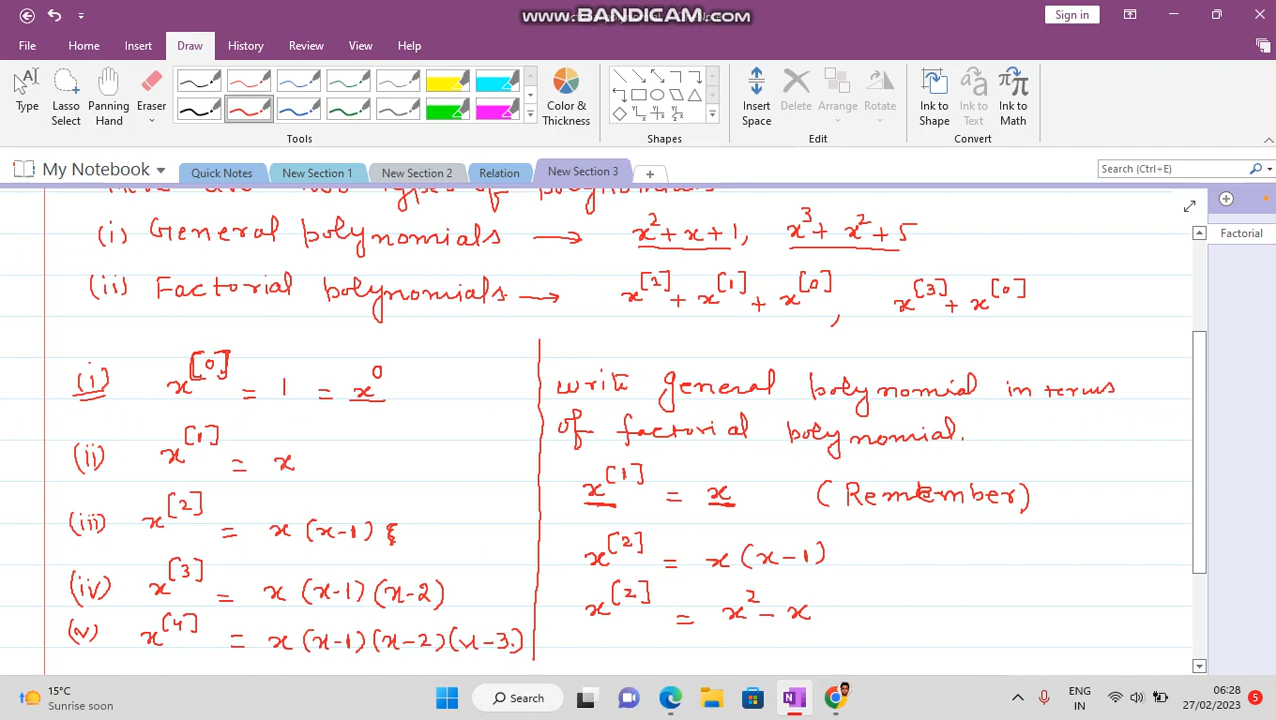 www.BANDICAM.com
Sign in
File Home Insert Draw History Review View Help
Type
Lasso Select
Panning Hand
Eraser
Color & Thickness
Insert Space
Delete
Arrange
Rotate
Ink to Shape
Ink to Text
Ink to Math
Tools
Shapes
Edit
Convert
My Notebook Quick Notes New Section 1 New Section 2 Relation New Section 3
Search (Ctrl+E)
Factorial
types of polynomials
(i) General polynomials → x²+x+1, x³+x²+5
(ii) Factorial polynomials → x^[2]+x^[1]+x^[0], x^[3]+x^[0]
(i) x^[0] = 1 = x^0
(ii) x^[1] = x
(iii) x^[2] = x(x-1)
(iv) x^[3] = x(x-1)(x-2)
(v) x^[4] = x(x-1)(x-2)(x-3)
write general polynomial in terms
of factorial polynomial.
x^[1] = x (Remember)
x^[2] = x(x-1)
x^[2] = x²-x
15°C
Sunrise soon
Search
ENG
IN
06:28
27/02/2023
5